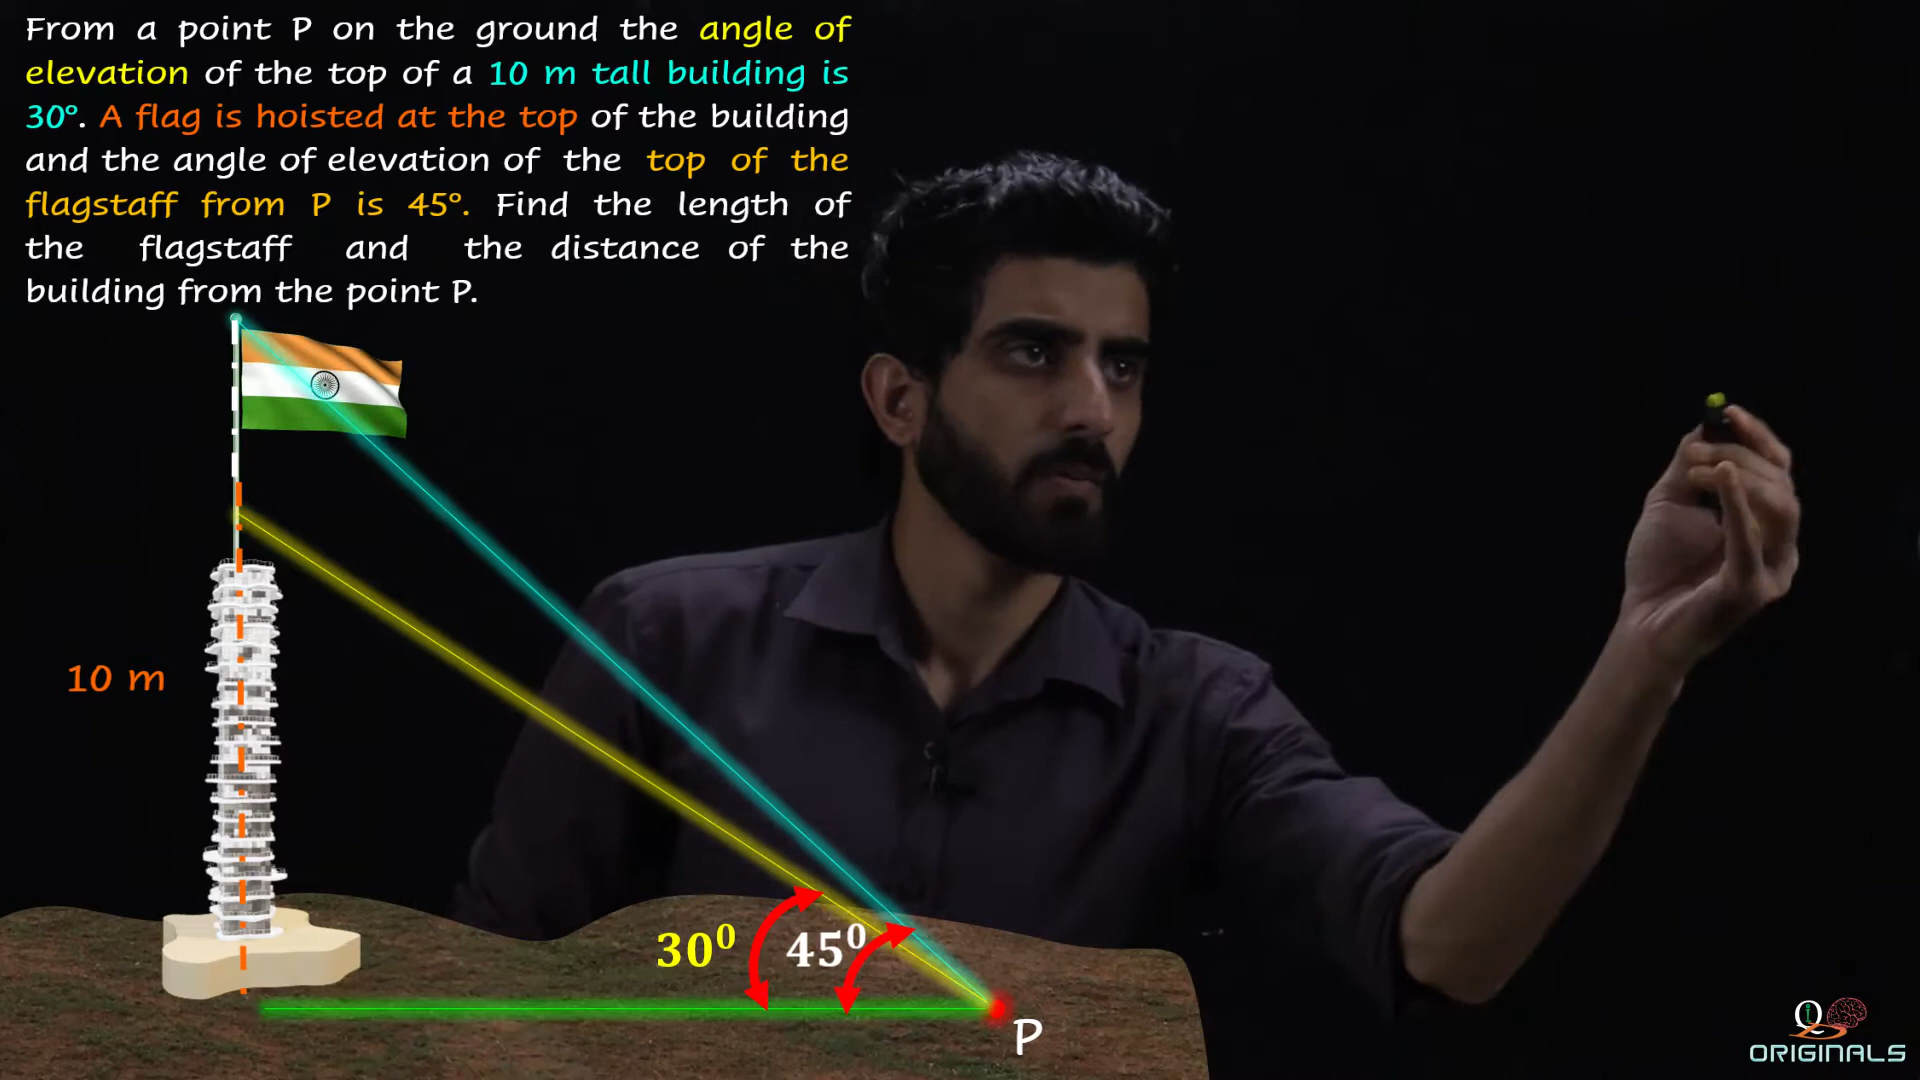 From a point P on the ground the angle of
elevation of the top of a 10 m tall building is
30º. A flag is hoisted at the top of the building
and the angle of elevation of the top of the
flagstaff from P is 45º. Find the length of
the flagstaff and the distance of the
building from the point P.
10 m
30⁰
45⁰
P
ORIGINALS